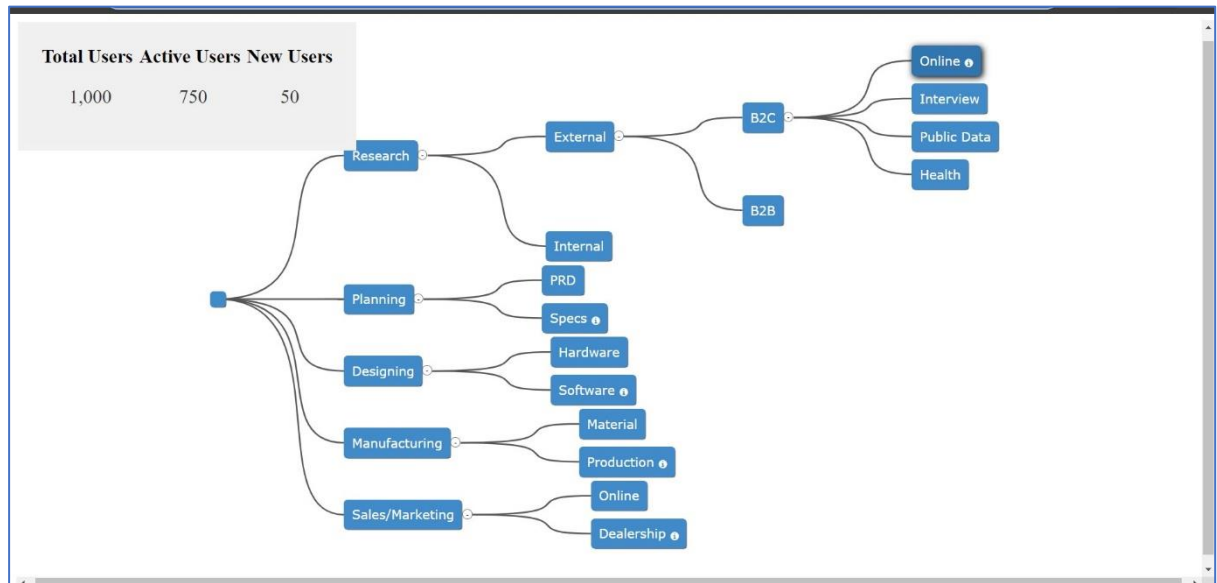 Total Users Active Users New Users
1,000 750 50
Research
External
B2C
Online
Interview
Public Data
Health
B2B
Internal
Planning
PRD
Specs
Designing
Hardware
Software
Manufacturing
Material
Production
Sales/Marketing
Online
Dealership